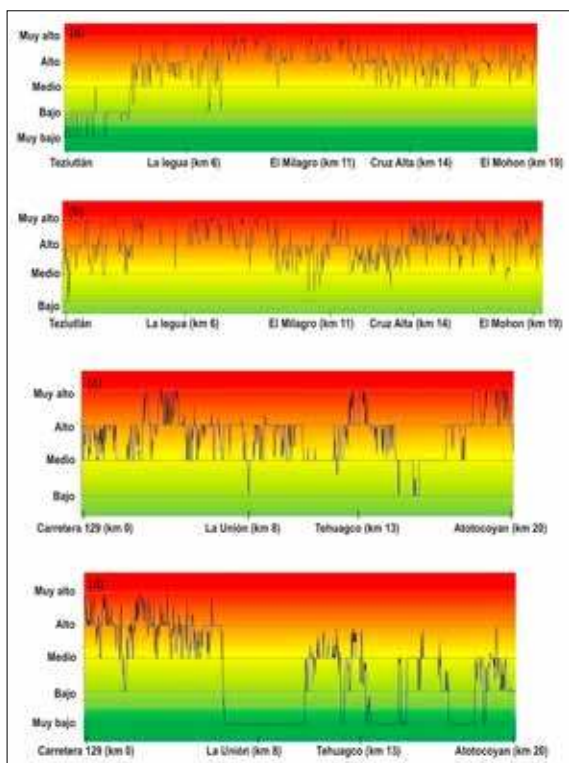 Muy alto
Alto
Medio
Bajo
Muy bajo
Teziutlán La legua (km 6) El Milagro (km 11) Cruz Alta (km 14) El Mohon (km 19)
Muy alto
Alto
Medio
Bajo
Teziutlán La legua (km 6) El Milagro (km 11) Cruz Alta (km 14) El Mohon (km 19)
Muy alto
Alto
Medio
Bajo
Carretera 129 (km 0) La Unión (km 8) Tehuagco (km 13) Atotocoyan (km 20)
Muy alto
Alto
Medio
Bajo
Muy bajo
Carretera 129 (km 0) La Unión (km 8) Tehuagco (km 13) Atotocoyan (km 20)